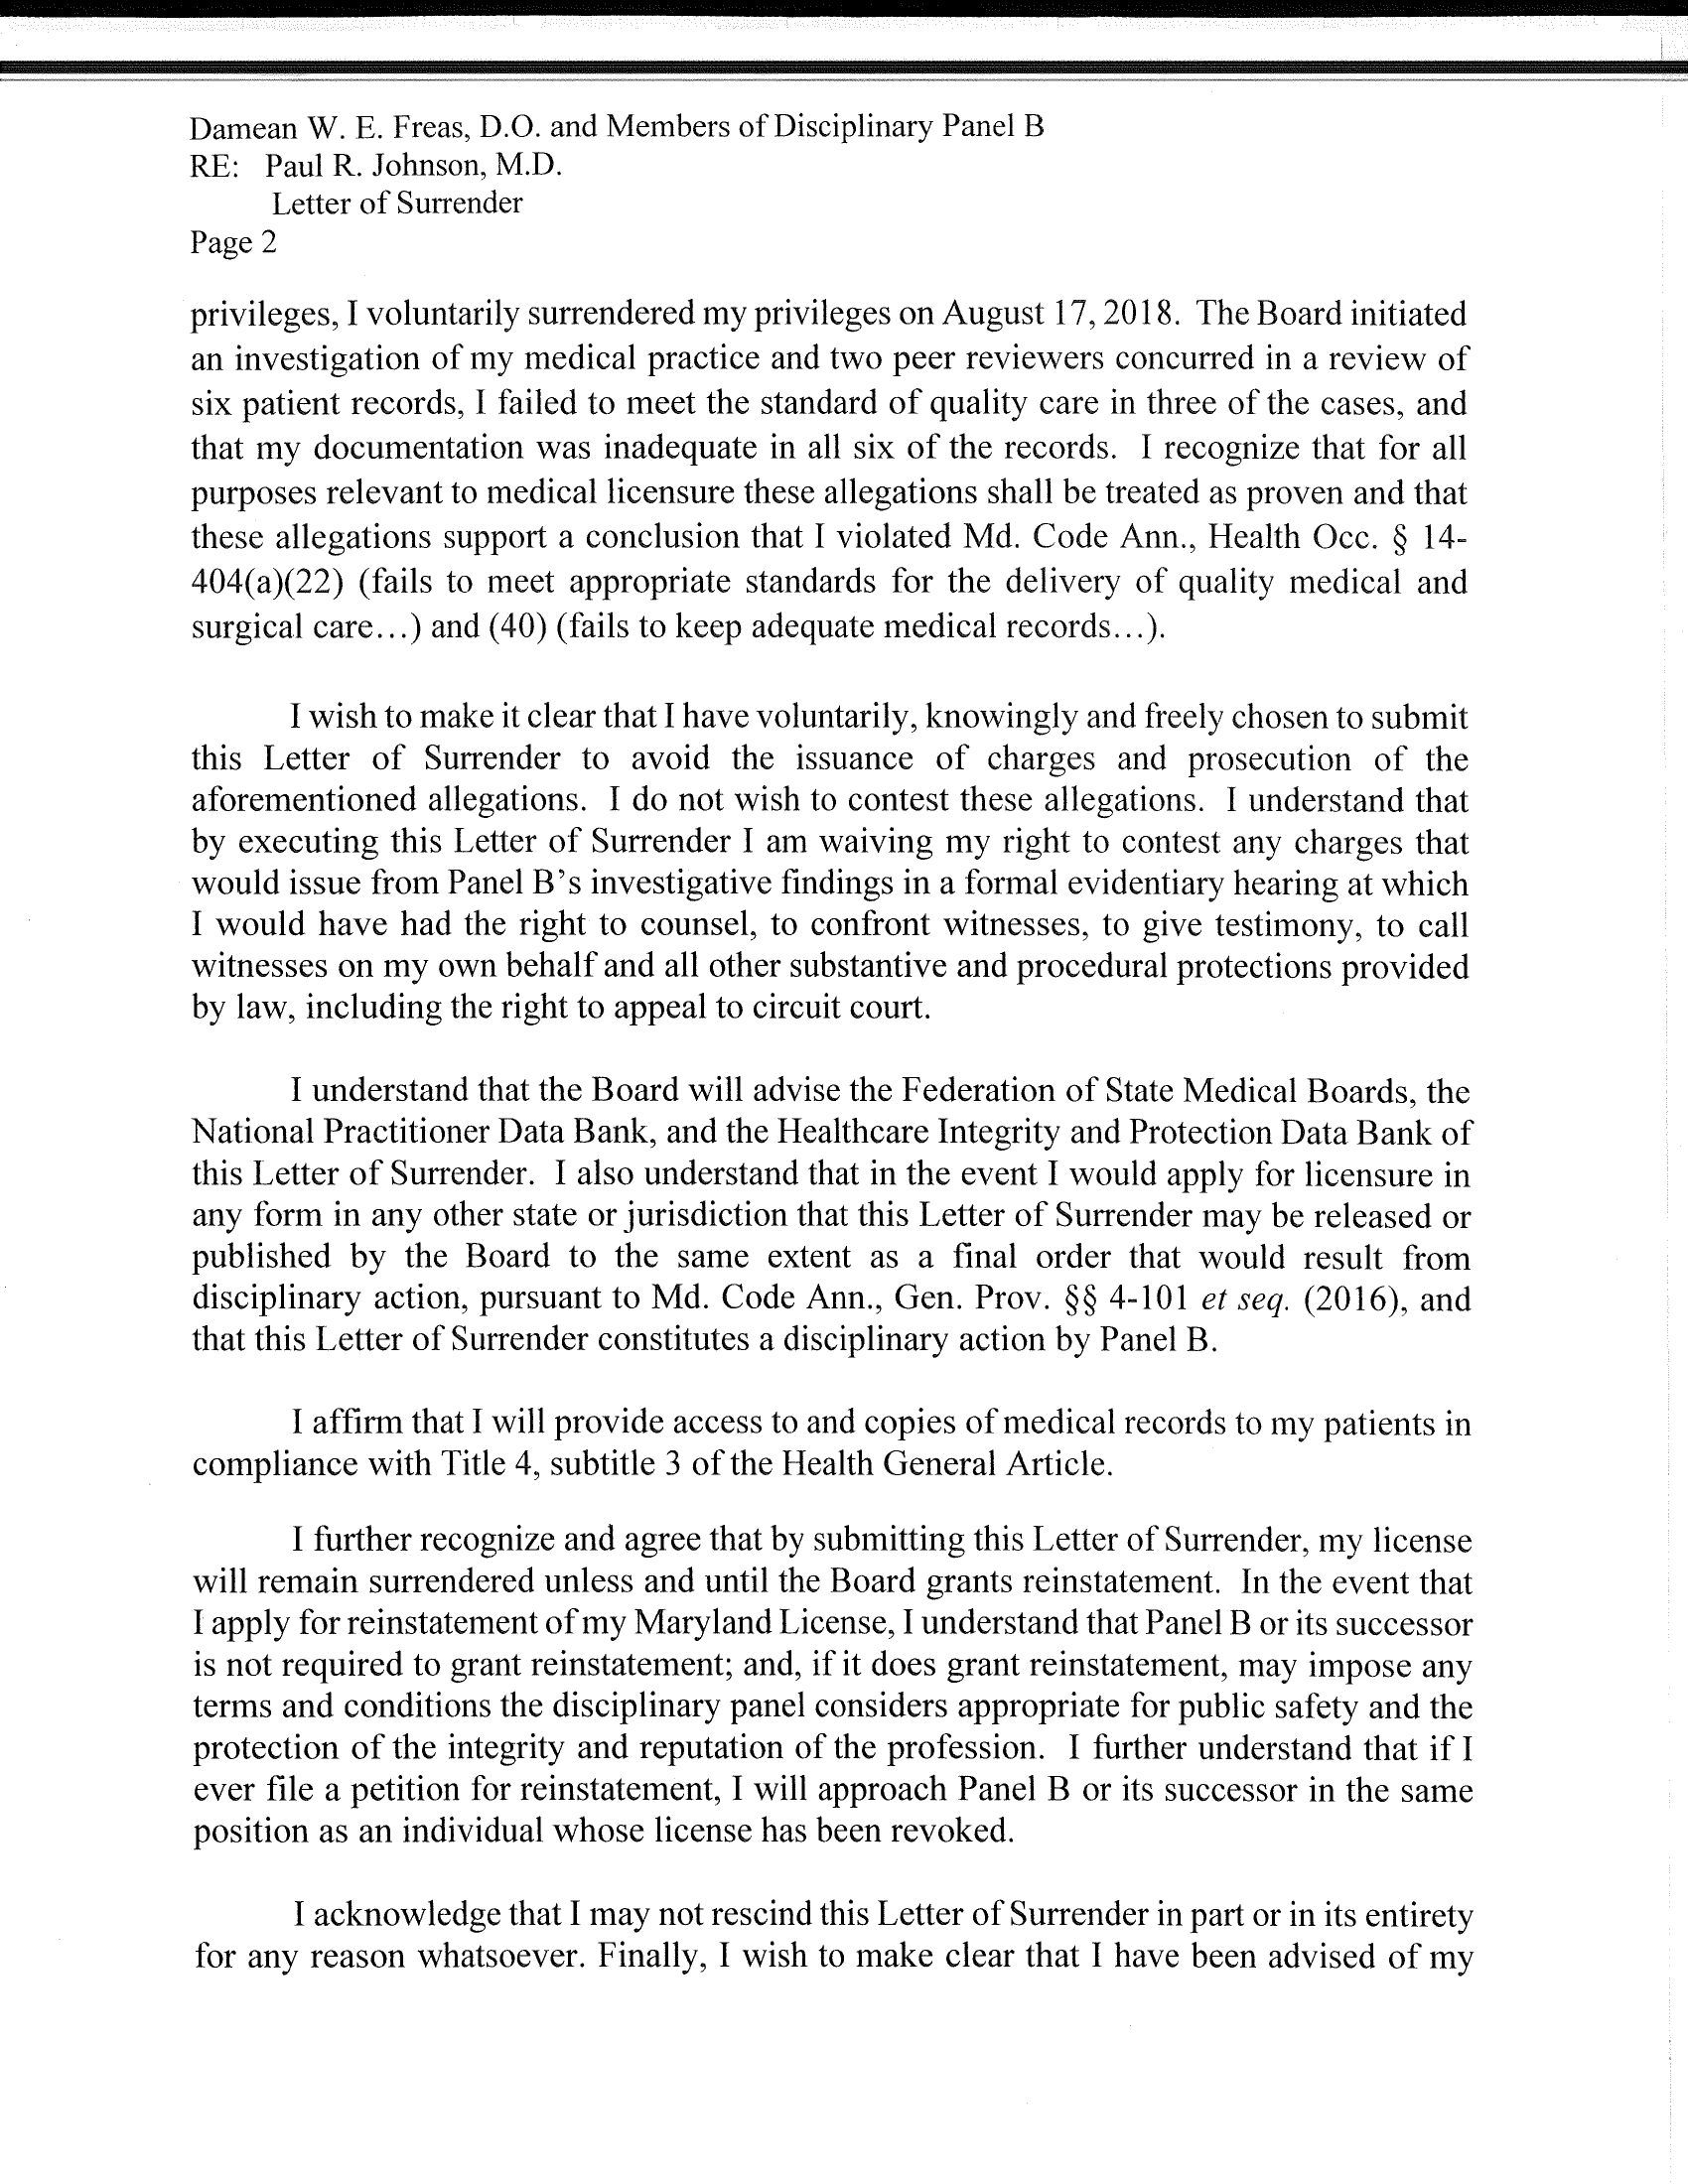 Damean W. E. Freas, D.O. and Members of Disciplinary Panel B
RE: Paul R. Johnson, M.D.
Letter of Surrender
Page 2
privileges, I voluntarily surrendered my privileges on August 17, 2018. The Board initiated
an investigation of my medical practice and two peer reviewers concurred in a review of
six patient records, I failed to meet the standard of quality care in three of the cases, and
that my documentation was inadequate in all six of the records. I recognize that for all
purposes relevant to medical licensure these allegations shall be treated as proven and that
these allegations support a conclusion that I violated Md. Code Ann., Health Occ. § 14-
404(a)(22) (fails to meet appropriate standards for the delivery of quality medical and
surgical care...) and (40) (fails to keep adequate medical records...).
I wish to make it clear that I have voluntarily, knowingly and freely chosen to submit
this Letter of Surrender to avoid the issuance of charges and prosecution of the
aforementioned allegations. I do not wish to contest these allegations. I understand that
by executing this Letter of Surrender I am waiving my right to contest any charges that
would issue from Panel B's investigative findings in a formal evidentiary hearing at which
I would have had the right to counsel, to confront witnesses, to give testimony, to call
witnesses on my own behalf and all other substantive and procedural protections provided
by law, including the right to appeal to circuit court.
I understand that the Board will advise the Federation of State Medical Boards, the
National Practitioner Data Bank, and the Healthcare Integrity and Protection Data Bank of
this Letter of Surrender. I also understand that in the event I would apply for licensure in
any form in any other state or jurisdiction that this Letter of Surrender may be released or
published by the Board to the same extent as a final order that would result from
disciplinary action, pursuant to Md. Code Ann., Gen. Prov. §§ 4-101 et seq. (2016), and
that this Letter of Surrender constitutes a disciplinary action by Panel B.
I affirm that I will provide access to and copies of medical records to my patients in
compliance with Title 4, subtitle 3 of the Health General Article.
I further recognize and agree that by submitting this Letter of Surrender, my license
will remain surrendered unless and until the Board grants reinstatement. In the event that
I apply for reinstatement of my Maryland License, I understand that Panel B or its successor
is not required to grant reinstatement; and, if it does grant reinstatement, may impose any
terms and conditions the disciplinary panel considers appropriate for public safety and the
protection of the integrity and reputation of the profession. I further understand that if I
ever file a petition for reinstatement, I will approach Panel B or its successor in the same
position as an individual whose license has been revoked.
I acknowledge that I may not rescind this Letter of Surrender in part or in its entirety
for any reason whatsoever. Finally, I wish to make clear that I have been advised of my